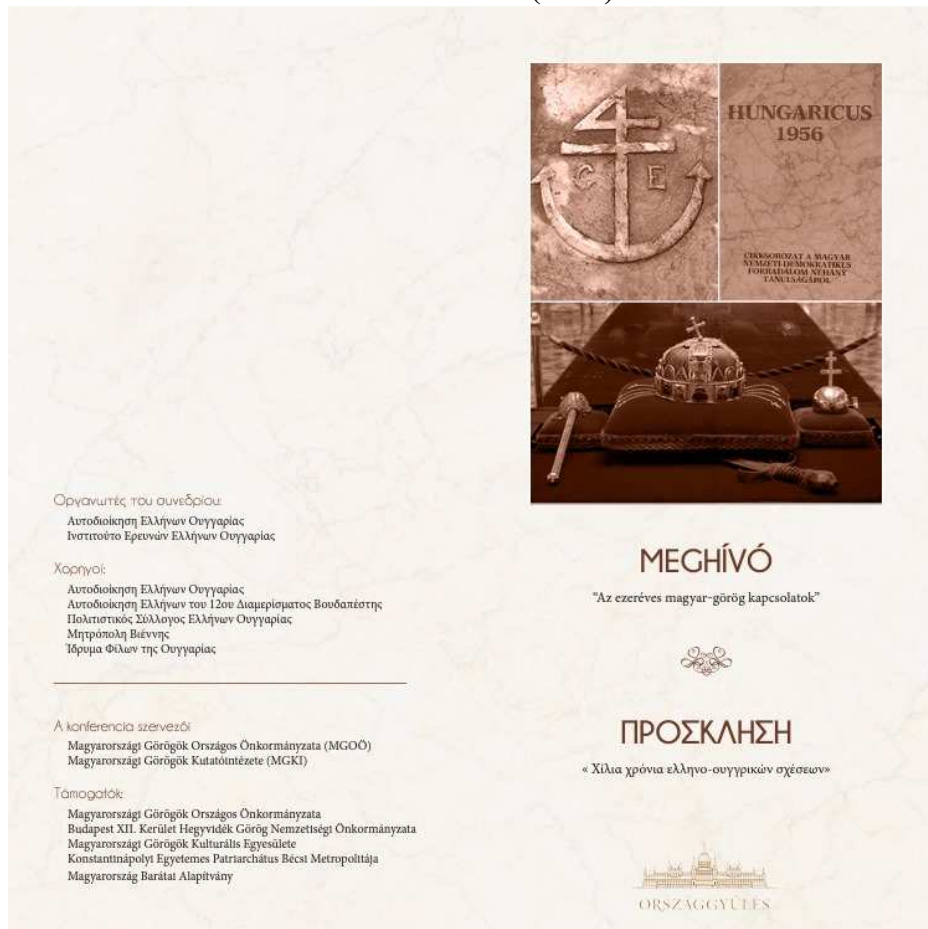 Οργανωτές του συνεδρίου:
Αυτοδιοίκηση Ελλήνων Ουγγαρίας
Ινστιτούτο Ερευνών Ελλήνων Ουγγαρίας
Χορηγοί:
Αυτοδιοίκηση Ελλήνων Ουγγαρίας
Αυτοδιοίκηση Ελλήνων του 12ου Διαμερίσματος Βουδαπέστης
Πολιτιστικός Σύλλογος Ελλήνων Ουγγαρίας
Μητρόπολη Βιέννης
Ίδρυμα Φίλων της Ουγγαρίας
A konferencia szervezői
Magyarországi Görögök Országos Önkormányzata (MGOÖ)
Magyarországi Görögök Kutatóintézete (MGKI)
Támogatók:
Magyarországi Görögök Országos Önkormányzata
Budapest XII. Kerület Hegyvidék Görög Nemzetiségi Önkormányzata
Magyarországi Görögök Kulturális Egyesülete
Konstantinápolyi Egyetemes Patriarchátus Bécsi Metropolitája
Magyarország Barátai Alapítvány
C E
HUNGARICUS
1956
CIKKSOROZAT A MAGYAR
NEMZETI-DEMOKRATIKUS
FORRADALOM NÉHÁNY
TANULSÁGÁRÓL
MEGHÍVÓ
"Az ezeréves magyar-görög kapcsolatok"
ΠΡΟΣΚΛΗΣΗ
« Χίλια χρόνια ελληνο-ουγγρικών σχέσεων»
ORSZÁGGYŰLÉS